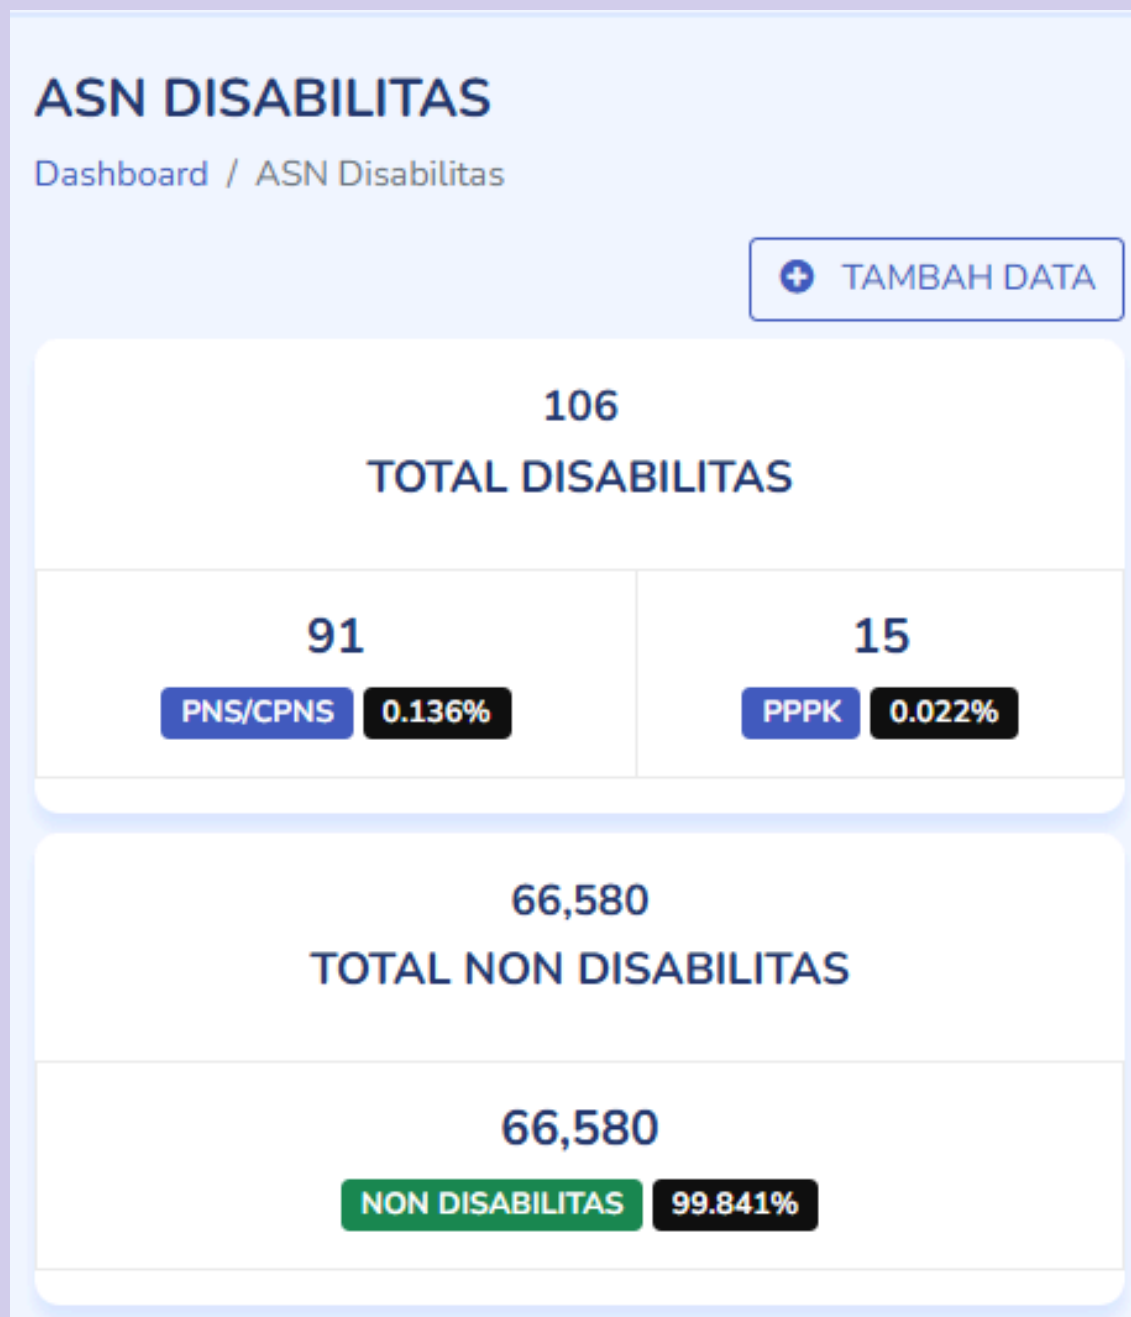 ASN DISABILITAS
Dashboard / ASN Disabilitas
TAMBAH DATA
106
TOTAL DISABILITAS
91
PNS/CPNS 0.136%
15
PPPK 0.022%
66,580
TOTAL NON DISABILITAS
66,580
NON DISABILITAS 99.841%